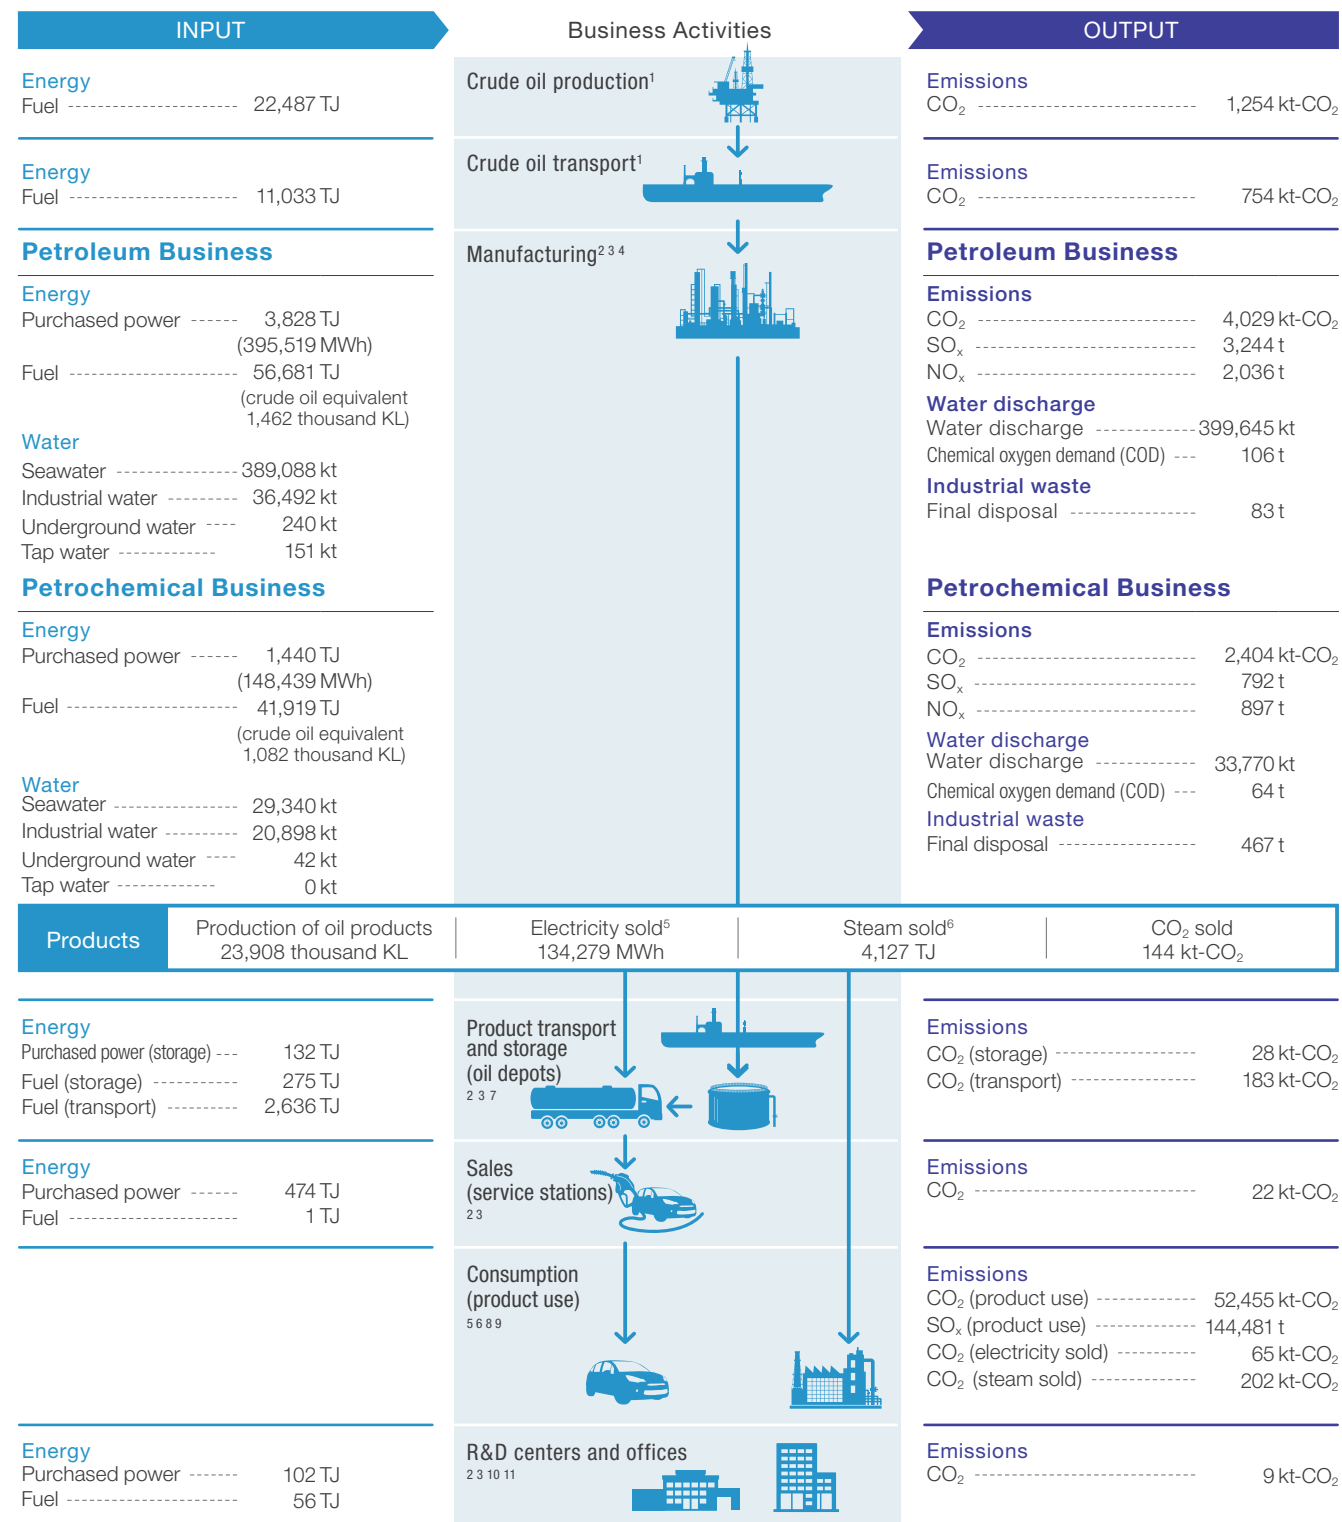 INPUT
Business Activities
OUTPUT
Energy
Fuel 22,487 TJ
Crude oil production1
Emissions
CO2 1,254 kt-CO2
Energy
Fuel 11,033 TJ
Crude oil transport1
Emissions
CO2 754 kt-CO2
Manufacturing2 3 4
Petroleum Business
Energy
Purchased power 3,828 TJ
(395,519 MWh)
Fuel 56,681 TJ
(crude oil equivalent
1,462 thousand KL)
Water
Seawater 389,088 kt
Industrial water 36,492 kt
Underground water 240 kt
Tap water 151 kt
Petroleum Business
Emissions
CO2 4,029 kt-CO2
SOx 3,244 t
NOx 2,036 t
Water discharge
Water discharge 399,645 kt
Chemical oxygen demand (COD) 106 t
Industrial waste
Final disposal 83 t
Petrochemical Business
Energy
Purchased power 1,440 TJ
(148,439 MWh)
Fuel 41,919 TJ
(crude oil equivalent
1,082 thousand KL)
Water
Seawater 29,340 kt
Industrial water 20,898 kt
Underground water 42 kt
Tap water 0 kt
Petrochemical Business
Emissions
CO2 2,404 kt-CO2
SOx 792 t
NOx 897 t
Water discharge
Water discharge 33,770 kt
Chemical oxygen demand (COD) 64 t
Industrial waste
Final disposal 467 t
Products
Production of oil products
23,908 thousand KL
Electricity sold5
134,279 MWh
Steam sold6
4,127 TJ
CO2 sold
144 kt-CO2
Energy
Purchased power (storage) 132 TJ
Fuel (storage) 275 TJ
Fuel (transport) 2,636 TJ
Product transport
and storage
(oil depots)
2 3 7
Emissions
CO2 (storage) 28 kt-CO2
CO2 (transport) 183 kt-CO2
Energy
Purchased power 474 TJ
Fuel 1 TJ
Sales
(service stations)
2 3
Emissions
CO2 22 kt-CO2
Consumption
(product use)
5 6 8 9
Emissions
CO2 (product use) 52,455 kt-CO2
SOx (product use) 144,481 t
CO2 (electricity sold) 65 kt-CO2
CO2 (steam sold) 202 kt-CO2
Energy
Purchased power 102 TJ
Fuel 56 TJ
R&D centers and offices
2 3 10 11
Emissions
CO2 9 kt-CO2